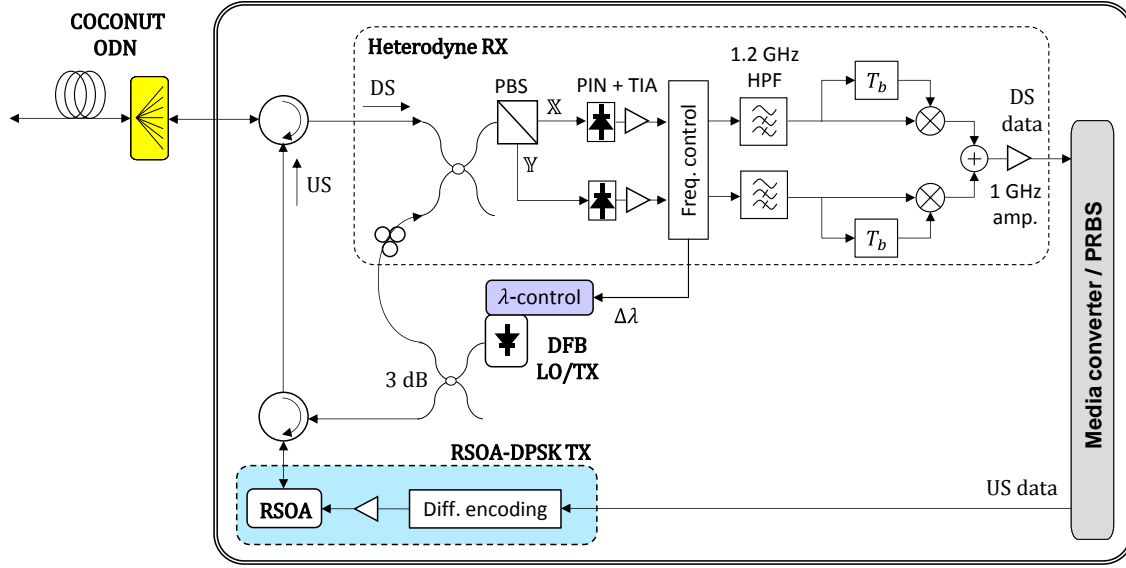 COCONUT
ODN
Heterodyne RX
1.2 GHz
HPF
DS
PBS
𝕏
PIN + TIA
𝕐
Freq. control
T_b
T_b
DS
data
1 GHz
amp.
US
λ-control
Δλ
DFB
LO/TX
3 dB
Media converter / PRBS
RSOA-DPSK TX
RSOA
Diff. encoding
US data